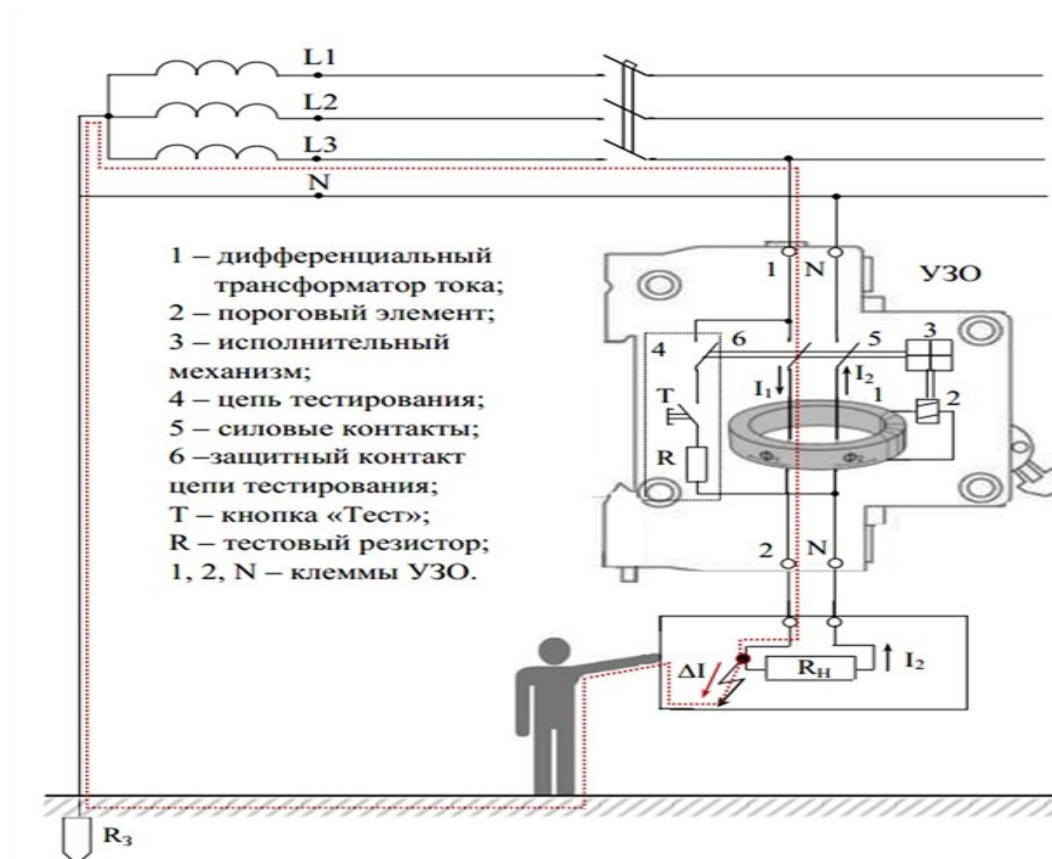 L1
L2
L3
N
1 – дифференциальный
трансформатор тока;
2 – пороговый элемент;
3 – исполнительный
механизм;
4 – цепь тестирования;
5 – силовые контакты;
6 –защитный контакт
цепи тестирования;
Т – кнопка «Тест»;
R – тестовый резистор;
1, 2, N – клеммы УЗО.
1 N
УЗО
4 6 5 3
I₁ I₂ 1 2
T
R
Ф₁ Ф₂
2 N
ΔI
Rн
I₂
R₃